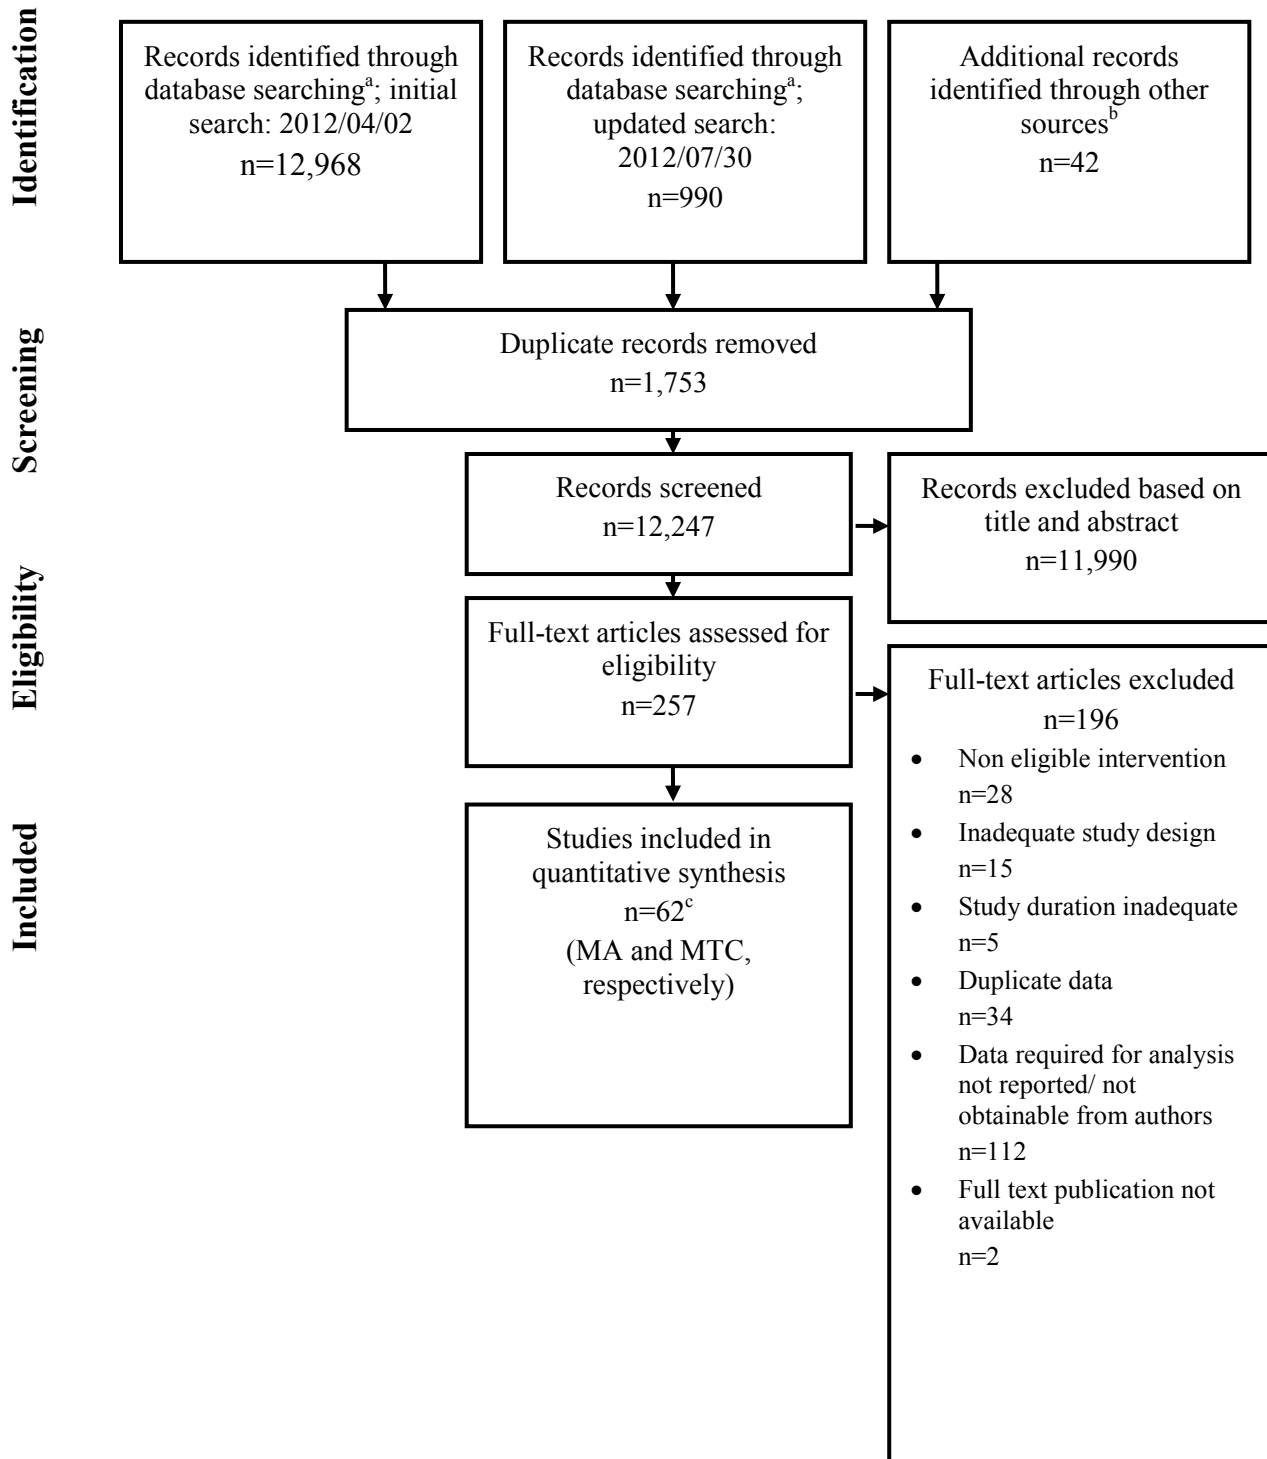 Identification
Records identified through
database searchingᵃ; initial
search: 2012/04/02
n=12,968
Records identified through
database searchingᵃ;
updated search:
2012/07/30
n=990
Additional records
identified through other
sourcesᵇ
n=42
Screening
Duplicate records removed
n=1,753
Records screened
n=12,247
Records excluded based on
title and abstract
n=11,990
Eligibility
Full-text articles assessed for
eligibility
n=257
Full-text articles excluded
n=196
• Non eligible intervention
n=28
• Inadequate study design
n=15
• Study duration inadequate
n=5
• Duplicate data
n=34
• Data required for analysis
not reported/ not
obtainable from authors
n=112
• Full text publication not
available
n=2
Included
Studies included in
quantitative synthesis
n=62ᶜ
(MA and MTC,
respectively)